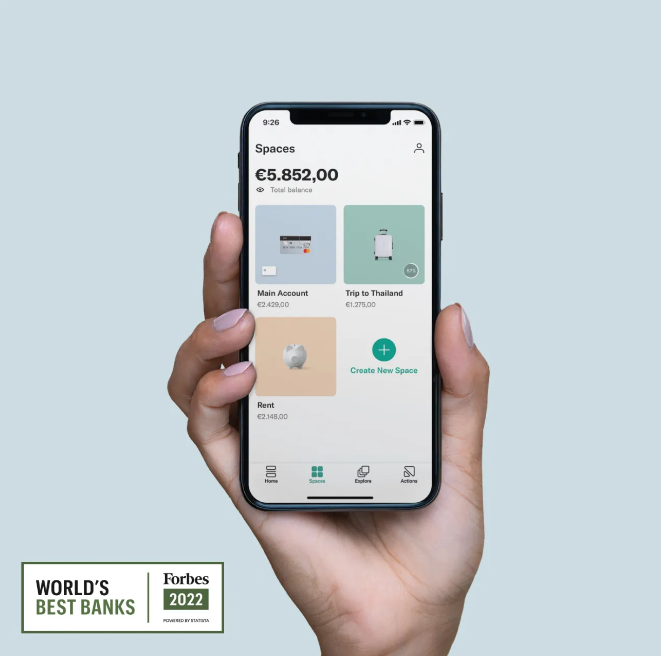 9:26
Spaces
€5.852,00
Total balance
Main Account
€2.429,00
Trip to Thailand
€1.275,00
Rent
€2.148,00
Create New Space
Home
Spaces
Explore
Actions
WORLD'S
BEST BANKS
Forbes
2022
POWERED BY STATISTA